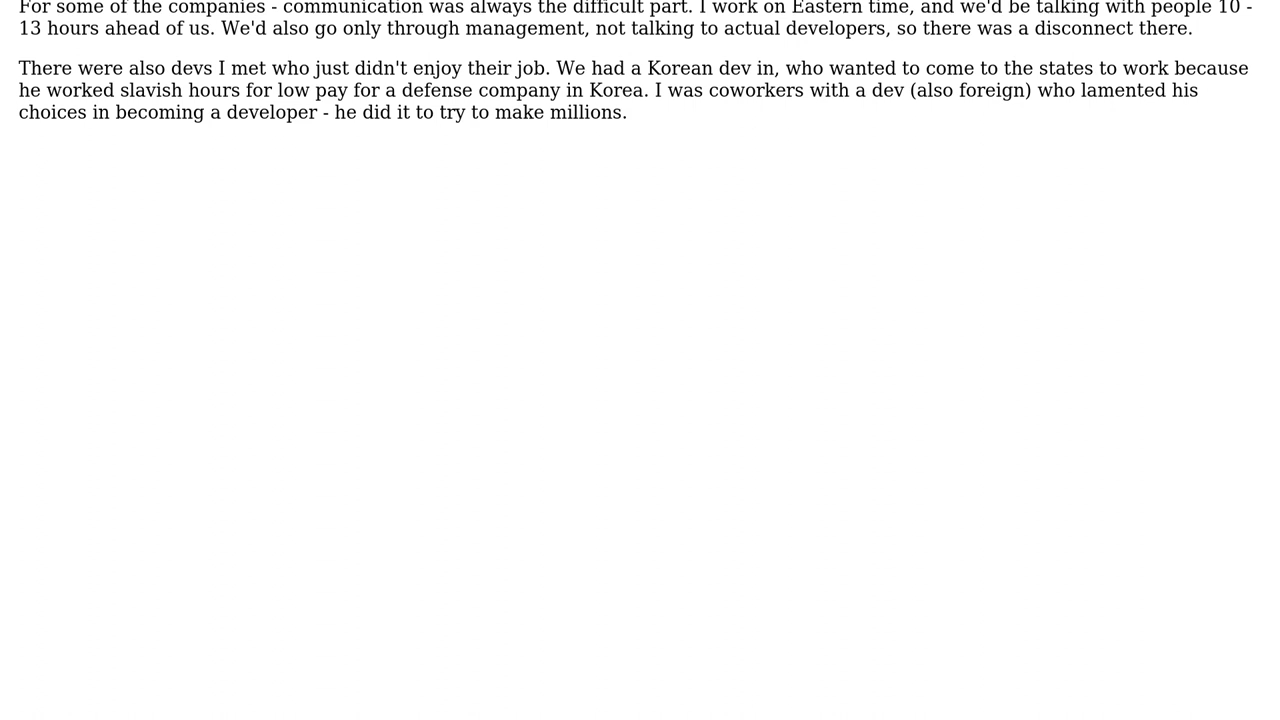 For some of the companies - communication was always the difficult part. I work on Eastern time, and we'd be talking with people 10 -
13 hours ahead of us. We'd also go only through management, not talking to actual developers, so there was a disconnect there.
There were also devs I met who just didn't enjoy their job. We had a Korean dev in, who wanted to come to the states to work because
he worked slavish hours for low pay for a defense company in Korea. I was coworkers with a dev (also foreign) who lamented his
choices in becoming a developer - he did it to try to make millions.